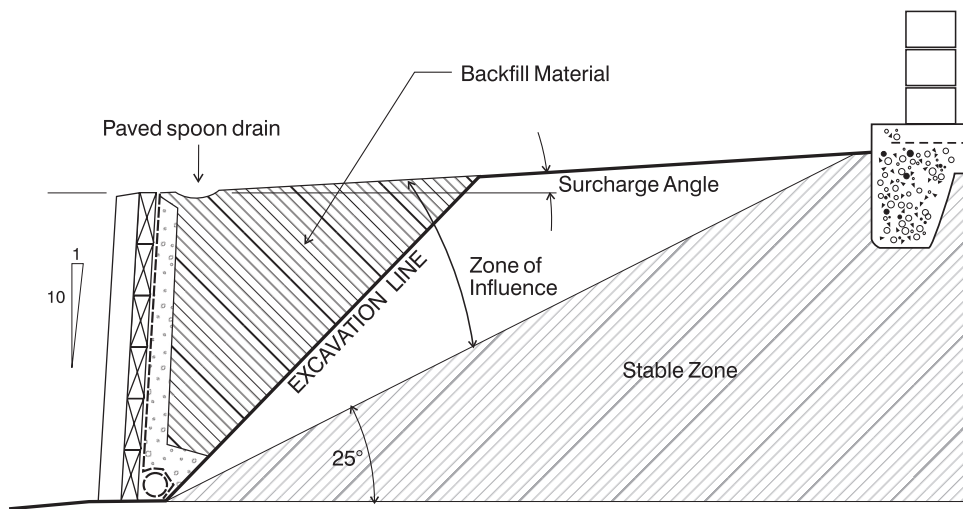 Backfill Material
Paved spoon drain
Surcharge Angle
1
10
Zone of
Influence
EXCAVATION LINE
Stable Zone
25°